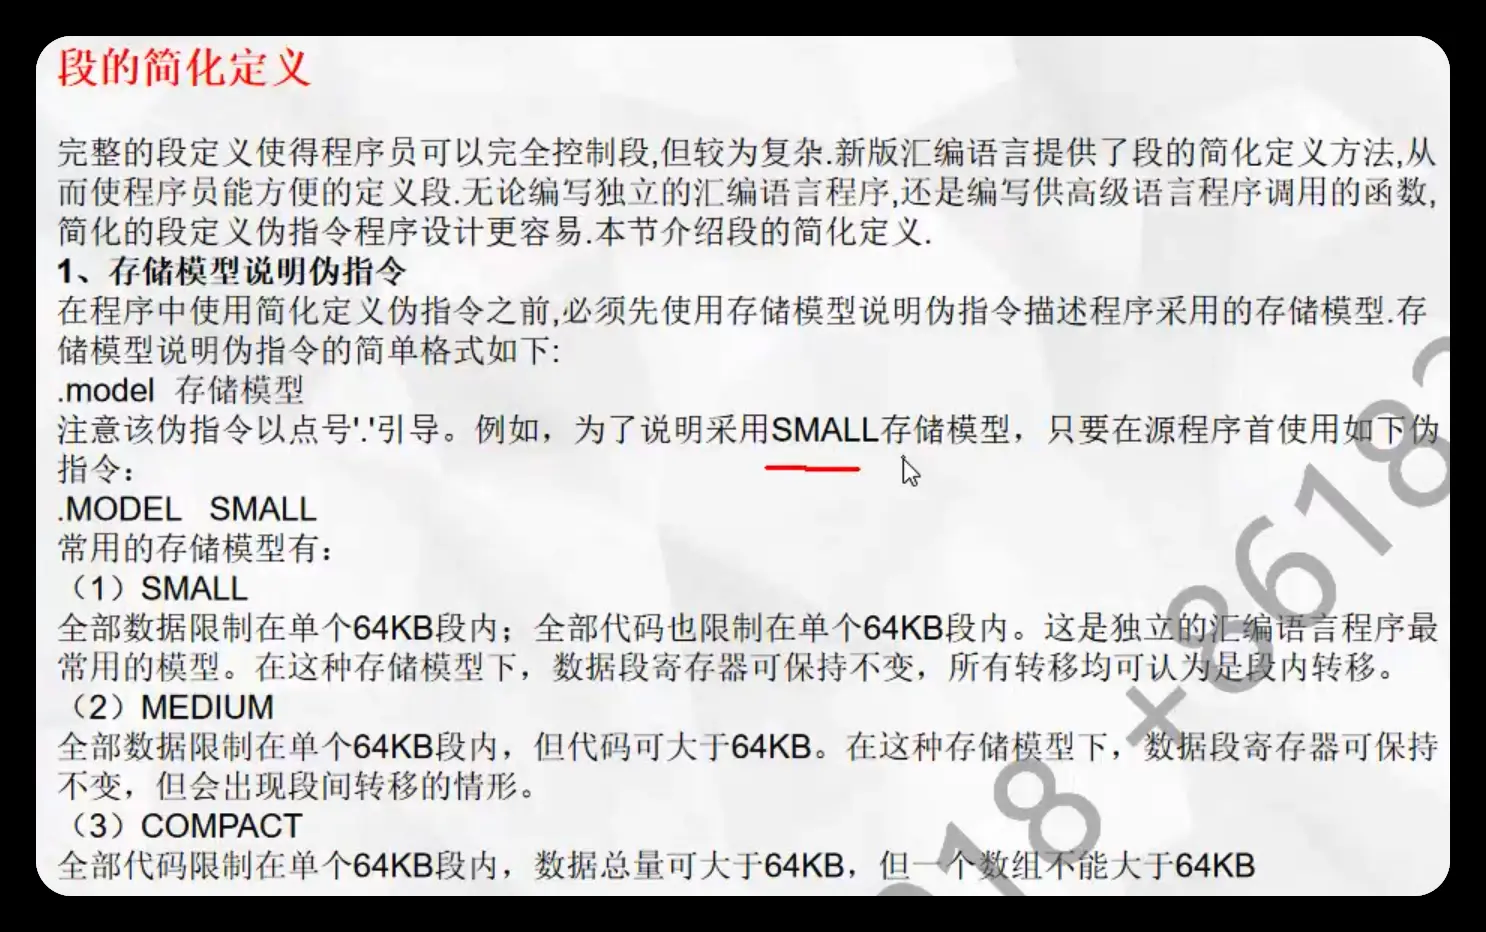 段的简化定义
完整的段定义使得程序员可以完全控制段,但较为复杂.新版汇编语言提供了段的简化定义方法,从
而使程序员能方便的定义段.无论编写独立的汇编语言程序,还是编写供高级语言程序调用的函数,
简化的段定义伪指令程序设计更容易.本节介绍段的简化定义.
1、存储模型说明伪指令
在程序中使用简化定义伪指令之前,必须先使用存储模型说明伪指令描述程序采用的存储模型.存
储模型说明伪指令的简单格式如下:
.model 存储模型
注意该伪指令以点号'.'引导。例如，为了说明采用SMALL存储模型，只要在源程序首使用如下伪
指令：
.MODEL SMALL
常用的存储模型有：
（1）SMALL
全部数据限制在单个64KB段内；全部代码也限制在单个64KB段内。这是独立的汇编语言程序最
常用的模型。在这种存储模型下，数据段寄存器可保持不变，所有转移均可认为是段内转移。
（2）MEDIUM
全部数据限制在单个64KB段内，但代码可大于64KB。在这种存储模型下，数据段寄存器可保持
不变，但会出现段间转移的情形。
（3）COMPACT
全部代码限制在单个64KB段内，数据总量可大于64KB，但一个数组不能大于64KB
18 +86183